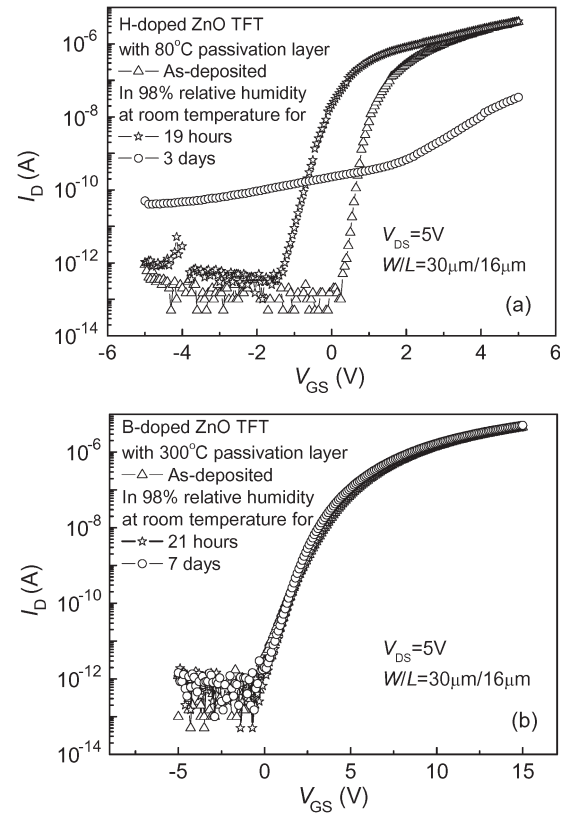 H-doped ZnO TFT
with 80°C passivation layer
As-deposited
In 98% relative humidity
at room temperature for
19 hours
3 days
10⁻⁶
10⁻⁸
10⁻¹⁰
10⁻¹²
10⁻¹⁴
I_D (A)
V_DS=5V
W/L=30μm/16μm
(a)
-6 -4 -2 0 2 4 6
V_GS (V)
B-doped ZnO TFT
with 300°C passivation layer
As-deposited
In 98% relative humidity
at room temperature for
21 hours
7 days
10⁻⁶
10⁻⁸
10⁻¹⁰
10⁻¹²
10⁻¹⁴
I_D (A)
V_DS=5V
W/L=30μm/16μm
(b)
-5 0 5 10 15
V_GS (V)